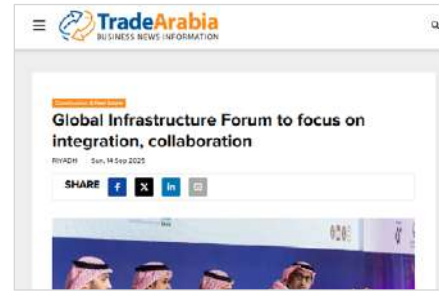 TradeArabia
BUSINESS NEWS INFORMATION
Construction & Real Estate
Global Infrastructure Forum to focus on
integration, collaboration
RIYADH Sun, 14 Sep 2025
SHARE